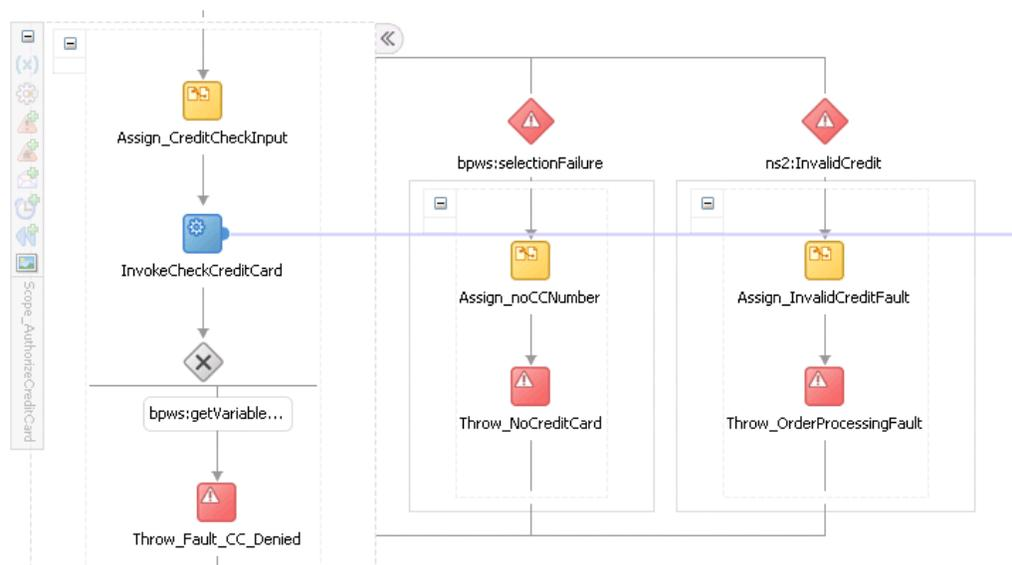 Scope_AuthorizeCreditCard
Assign_CreditCheckInput
InvokeCheckCreditCard
bpws:getVariable...
Throw_Fault_CC_Denied
bpws:selectionFailure
Assign_noCCNumber
Throw_NoCreditCard
ns2:InvalidCredit
Assign_InvalidCreditFault
Throw_OrderProcessingFault